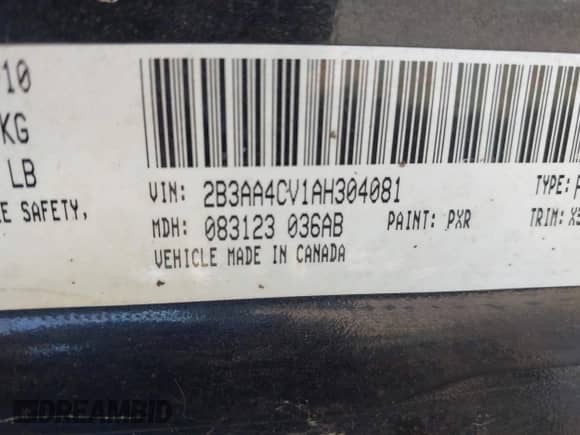 10
KG
LB
E SAFETY,
VIN: 2B3AA4CV1AH304081
TYPE:
MDH: 083123 036AB
PAINT: PXR
TRIM:
VEHICLE MADE IN CANADA
DREAMBID